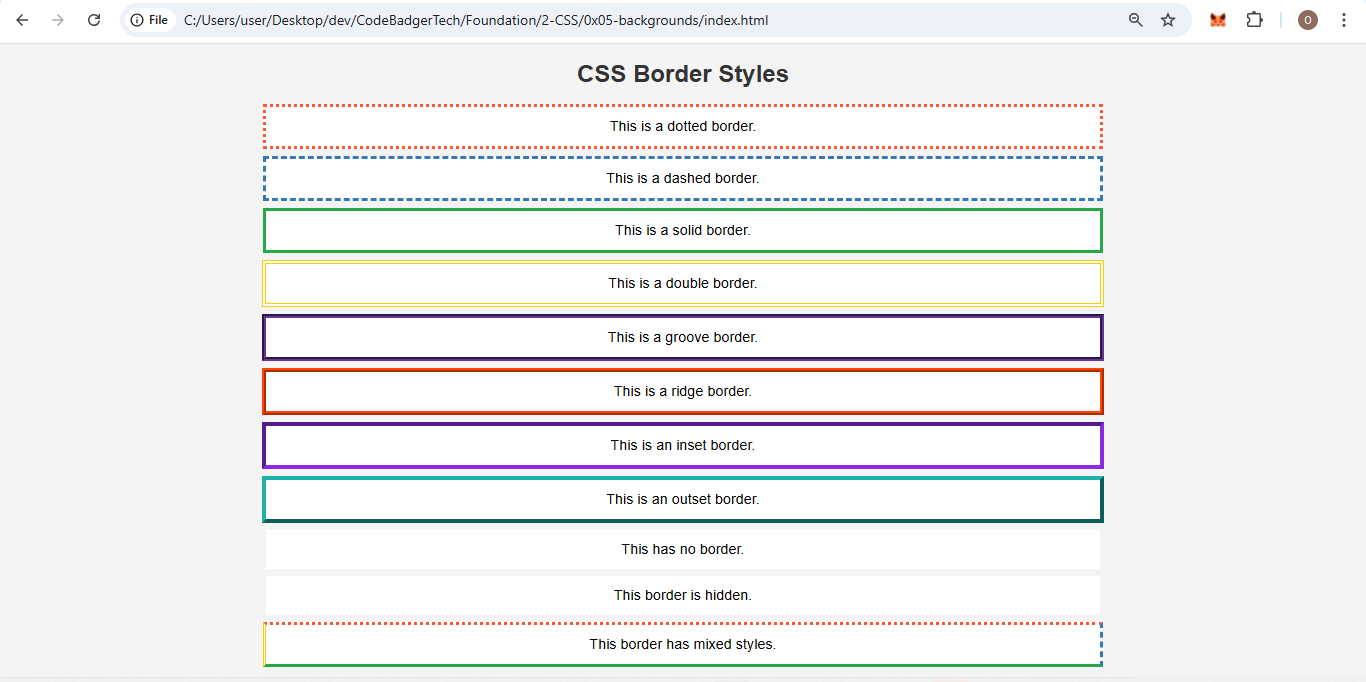 File C:/Users/user/Desktop/dev/CodeBadgerTech/Foundation/2-CSS/0x05-backgrounds/index.html O
CSS Border Styles
This is a dotted border.
This is a dashed border.
This is a solid border.
This is a double border.
This is a groove border.
This is a ridge border.
This is an inset border.
This is an outset border.
This has no border.
This border is hidden.
This border has mixed styles.